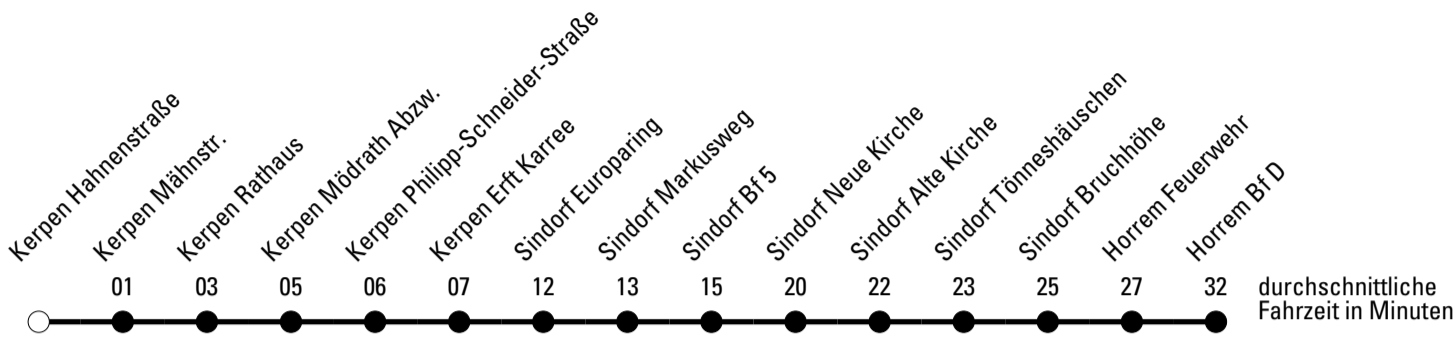 Kerpen Hahnenstraße
Kerpen Mähnstr.
Kerpen Rathaus
Kerpen Mödrath Abzw.
Kerpen Philipp-Schneider-Straße
Kerpen Erft Karree
Sindorf Europaring
Sindorf Markusweg
Sindorf Bf 5
Sindorf Neue Kirche
Sindorf Alte Kirche
Sindorf Tönneshäuschen
Sindorf Bruchhöhe
Horrem Feuerwehr
Horrem Bf D
01 03 05 06 07 12 13 15 20 22 23 25 27 32
durchschnittliche
Fahrzeit in Minuten